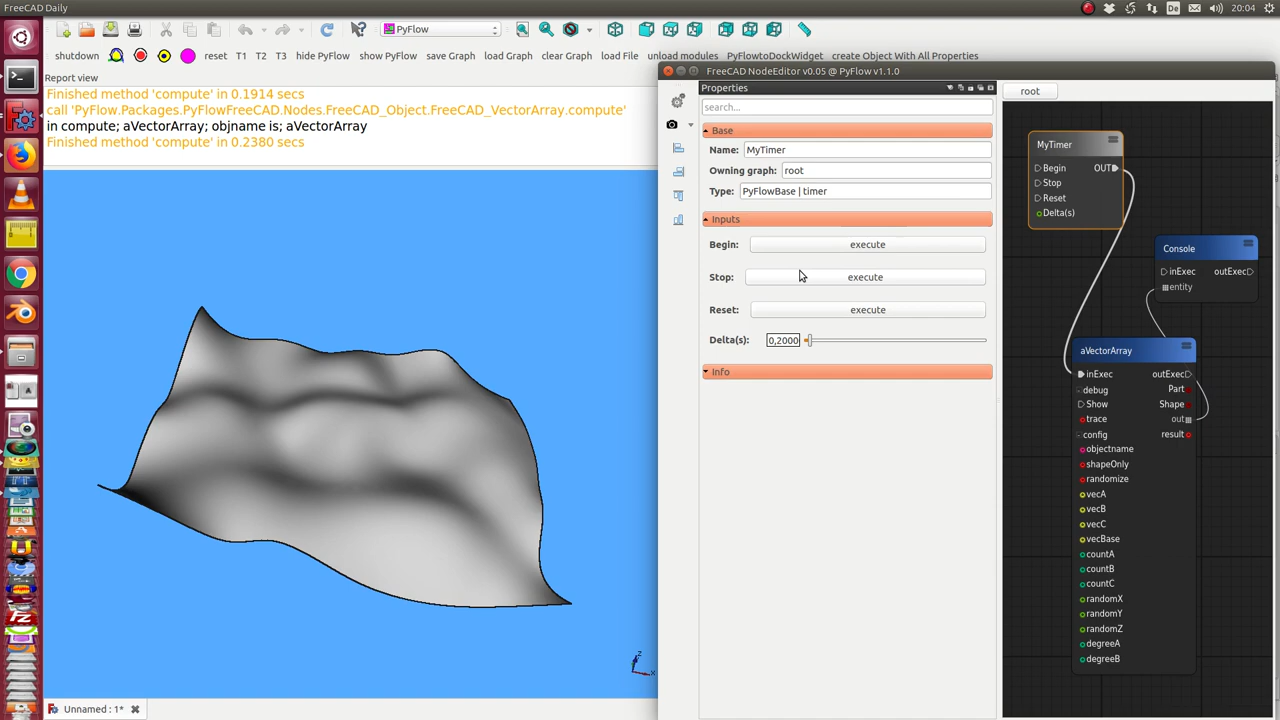 FreeCAD Daily
De
20:04
PyFlow
shutdown
reset
T1
T2
T3
hide PyFlow
show PyFlow
load Graph
clear Graph
load File
unload modules
PyFlowtoDockWidget
create Object With All Properties
Report view
Finished method 'compute' in 0.1914 secs
call 'PyFlow.Packages.PyFlowFreeCAD.Nodes.FreeCAD_Object.FreeCAD_VectorArray.compute'
in compute; aVectorArray; objname is; aVectorArray
Finished method 'compute' in 0.2380 secs
Unnamed : 1*
FreeCAD NodeEditor v0.05 @ PyFlow v1.1.0
Properties
search...
Base
Name: MyTimer
Owning graph: root
Type: PyFlowBase | timer
Inputs
Begin: execute
Stop: execute
Reset: execute
Delta(s): 0,2000
Info
root
MyTimer
Begin OUT
Stop
Reset
Delta(s)
Console
inExec outExec
entity
aVectorArray
inExec outExec
debug Part
Show Shape
trace out
config result
objectname
shapeOnly
randomize
vecA
vecB
vecC
vecBase
countA
countB
countC
randomX
randomY
randomZ
degreeA
degreeB